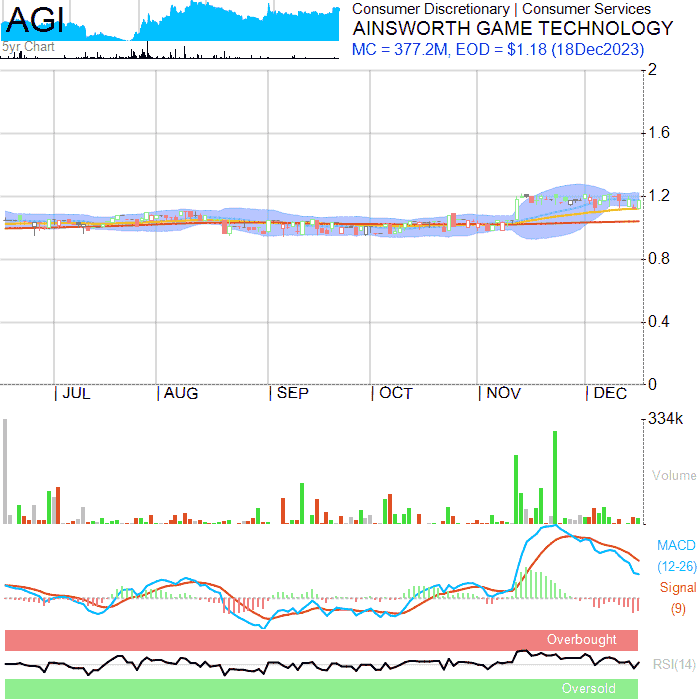 AGI
5yr Chart
Consumer Discretionary | Consumer Services
AINSWORTH GAME TECHNOLOGY
MC = 377.2M, EOD = $1.18 (18Dec2023)
2
1.6
1.2
0.8
0.4
0
JUL AUG SEP OCT NOV DEC
334k
Volume
MACD
(12-26)
Signal
(9)
Overbought
RSI(14)
Oversold